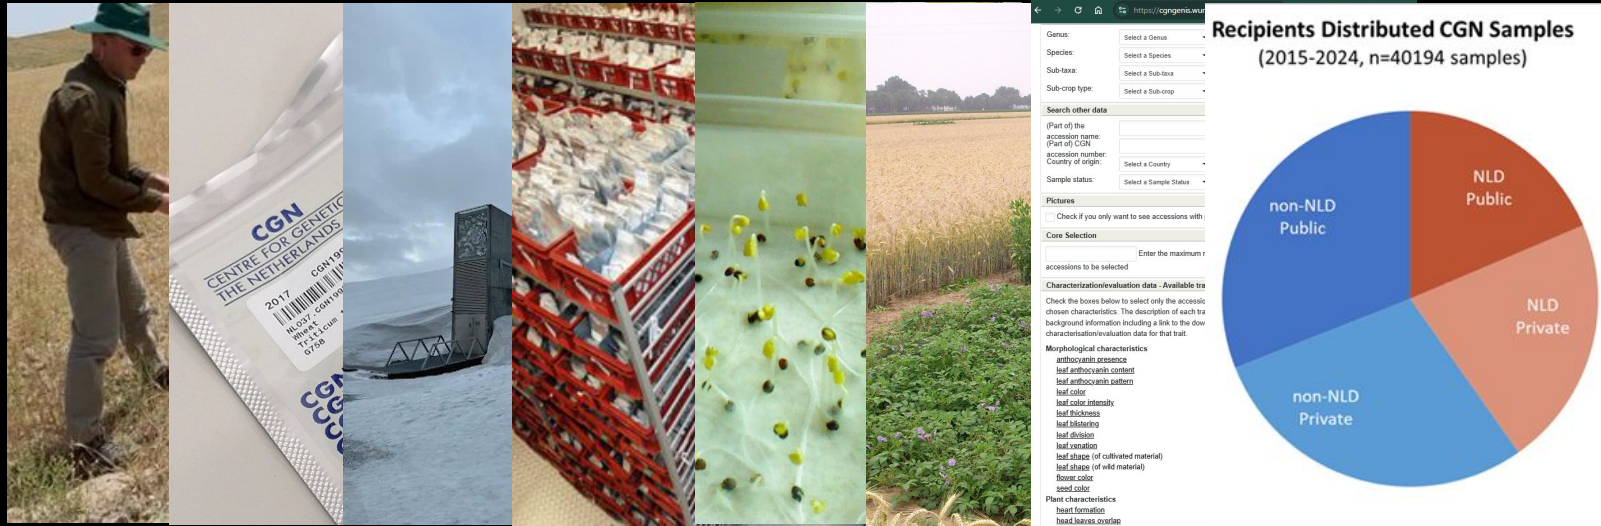 CGN
CENTRE FOR GENETIC
THE NETHERLANDS
2017 CGN19
NL037.CGN19
Wheat
Triticum
G758
CGN
https://cgngenis.wur
Genus: Select a Genus
Species: Select a Species
Sub-taxa: Select a Sub-taxa
Sub-crop type: Select a Sub-crop
Search other data
(Part of) the
accession name:
(Part of) CGN
accession number:
Country of origin: Select a Country
Sample status: Select a Sample Status
Pictures
Check if you only want to see accessions with
Core Selection
Enter the maximum
accessions to be selected
Characterization/evaluation data - Available tra
Check the boxes below to select only the accessio
chosen characteristics. The description of each tra
background information including a link to the dow
characterisation/evaluation data for that trait.
Morphological characteristics
anthocyanin presence
leaf anthocyanin content
leaf anthocyanin pattern
leaf color
leaf color intensity
leaf thickness
leaf blistering
leaf division
leaf venation
leaf shape (of cultivated material)
leaf shape (of wild material)
flower color
seed color
Plant characteristics
heart formation
head leaves overlap
Recipients Distributed CGN Samples
(2015-2024, n=40194 samples)
NLD
Public
non-NLD
Public
NLD
Private
non-NLD
Private